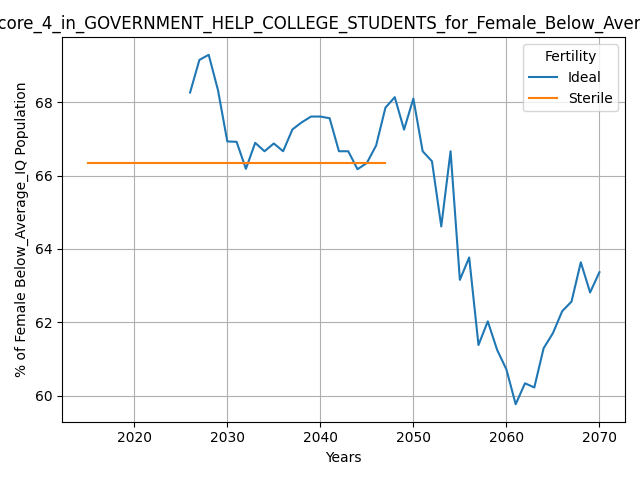 core_4_in_GOVERNMENT_HELP_COLLEGE_STUDENTS_for_Female_Below_Aver
Fertility
Ideal
Sterile
% of Female Below_Average_IQ Population
68
66
64
62
60
2020 2030 2040 2050 2060 2070
Years